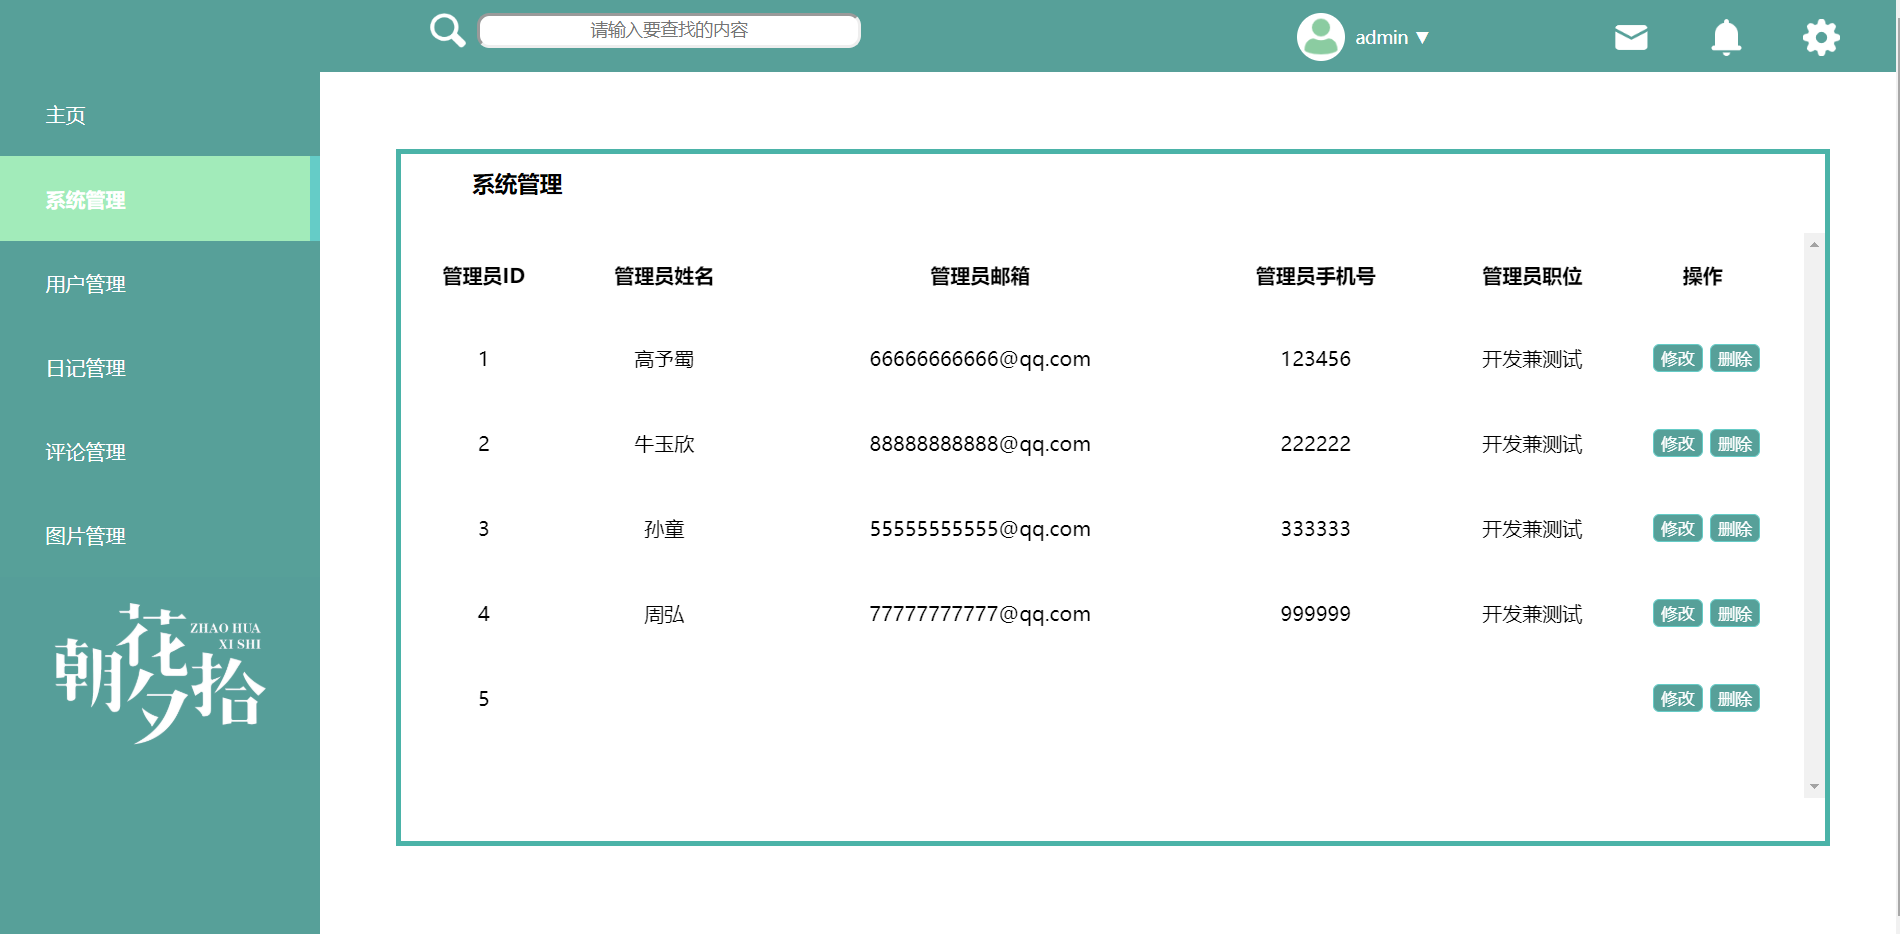 请输入要查找的内容
admin ▼
主页
系统管理
用户管理
日记管理
评论管理
图片管理
朝花夕拾
ZHAO HUA
XI SHI
系统管理
管理员ID 管理员姓名 管理员邮箱 管理员手机号 管理员职位 操作
1 高予蜀 66666666666@qq.com 123456 开发兼测试 修改 删除
2 牛玉欣 88888888888@qq.com 222222 开发兼测试 修改 删除
3 孙童 55555555555@qq.com 333333 开发兼测试 修改 删除
4 周弘 77777777777@qq.com 999999 开发兼测试 修改 删除
5 修改 删除